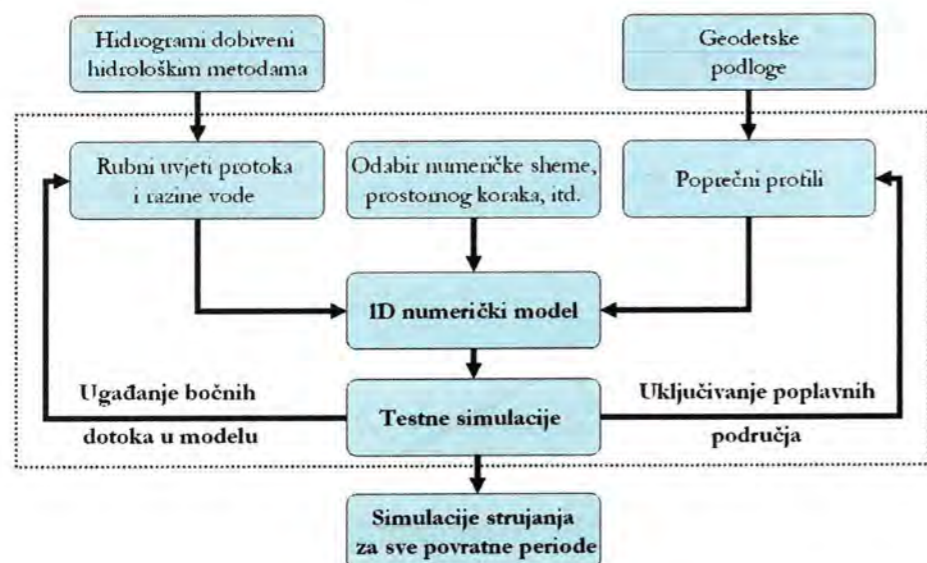 Hidrogrami dobiveni
hidrološkim metodama
Geodetske
podloge
Rubni uvjeti protoka
i razine vode
Odabir numeričke sheme,
prostornog koraka, itd.
Poprečni profili
1D numerički model
Ugađanje bočnih
dotoka u modelu
Testne simulacije
Uključivanje poplavnih
područja
Simulacije strujanja
za sve povratne periode